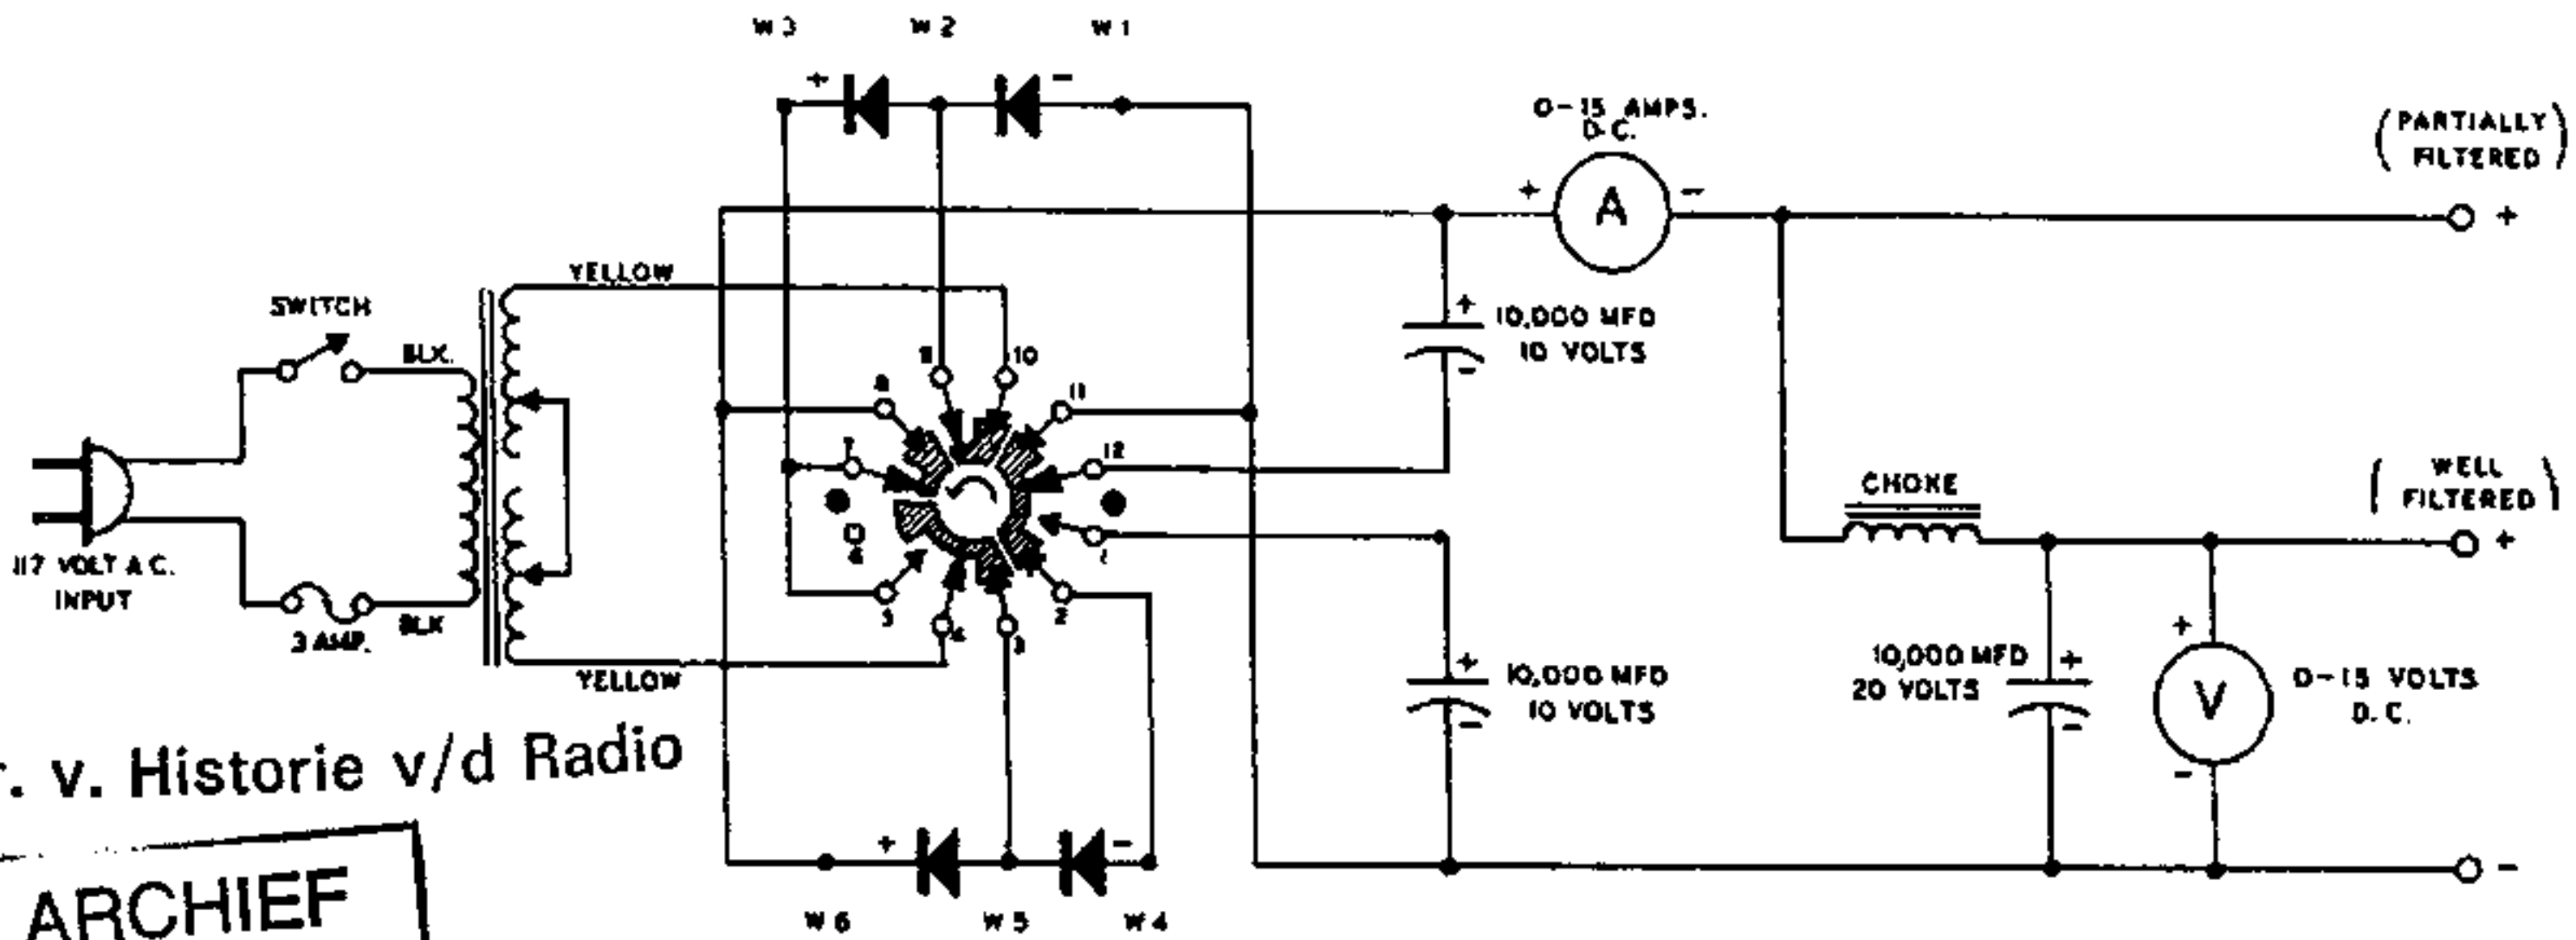 W 3
W 2
W 1
+
-
0-15 AMPS.
D.C.
(PARTIALLY
FILTERED)
+
A
-
+
YELLOW
SWITCH
BLK.
+
10,000 MFD
10 VOLTS
-
10
8
11
7
12
CHOKE
(WELL
FILTERED)
+
117 VOLT A C.
INPUT
3 AMP.
BLK
5
3
2
1
YELLOW
+
10,000 MFD
10 VOLTS
-
10,000 MFD
20 VOLTS
+
-
+
V
-
0-15 VOLTS
D.C.
. v. Historie v/d Radio
+
-
-
ARCHIEF
W 6
W 5
W 4